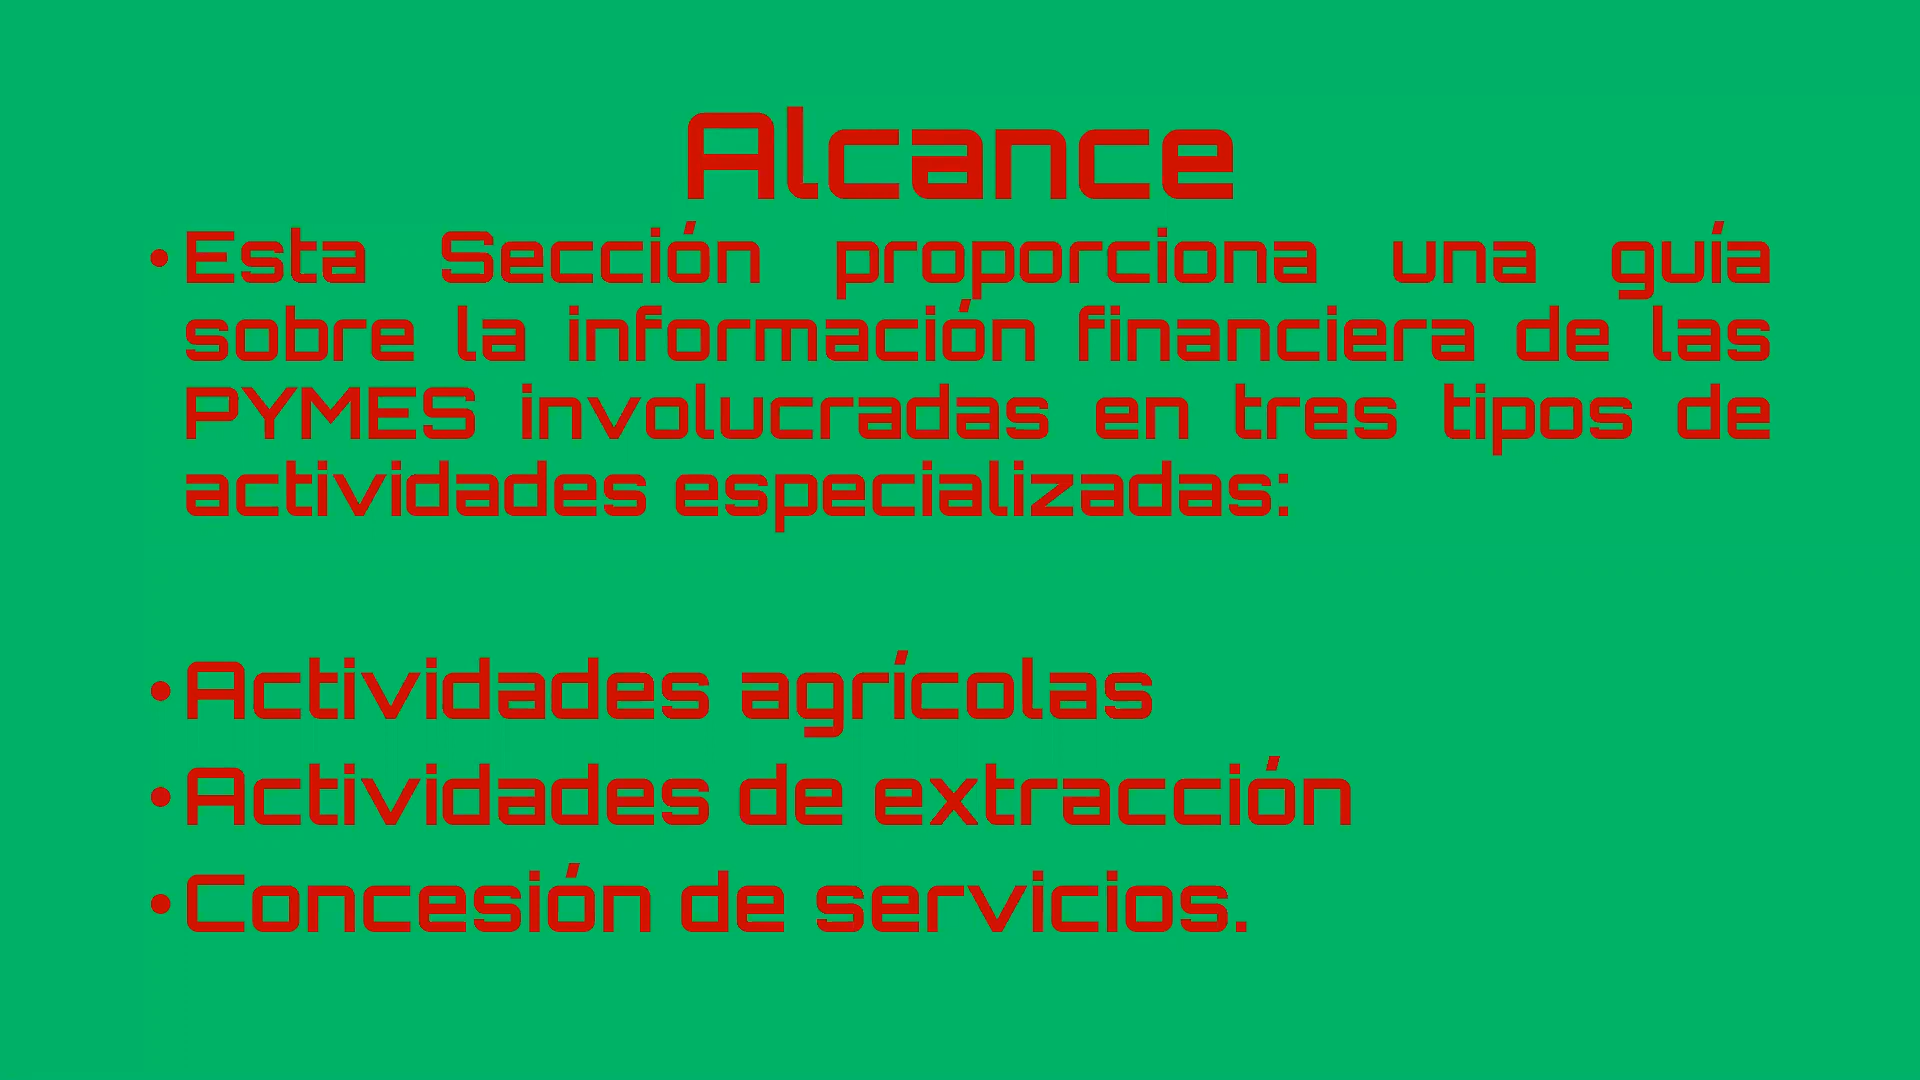 Alcance
• Esta Sección proporciona una guía
sobre la información financiera de las
PYMES involucradas en tres tipos de
actividades especializadas:
• Actividades agrícolas
• Actividades de extracción
• Concesión de servicios.